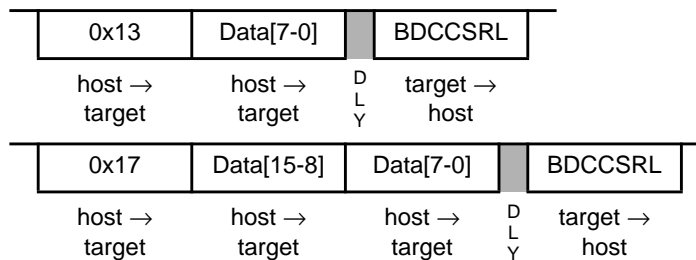 0x13 Data[7-0] BDCCSRL
host → host → D target →
target target L host
Y
0x17 Data[15-8] Data[7-0] BDCCSRL
host → host → host → D target →
target target target L host
Y